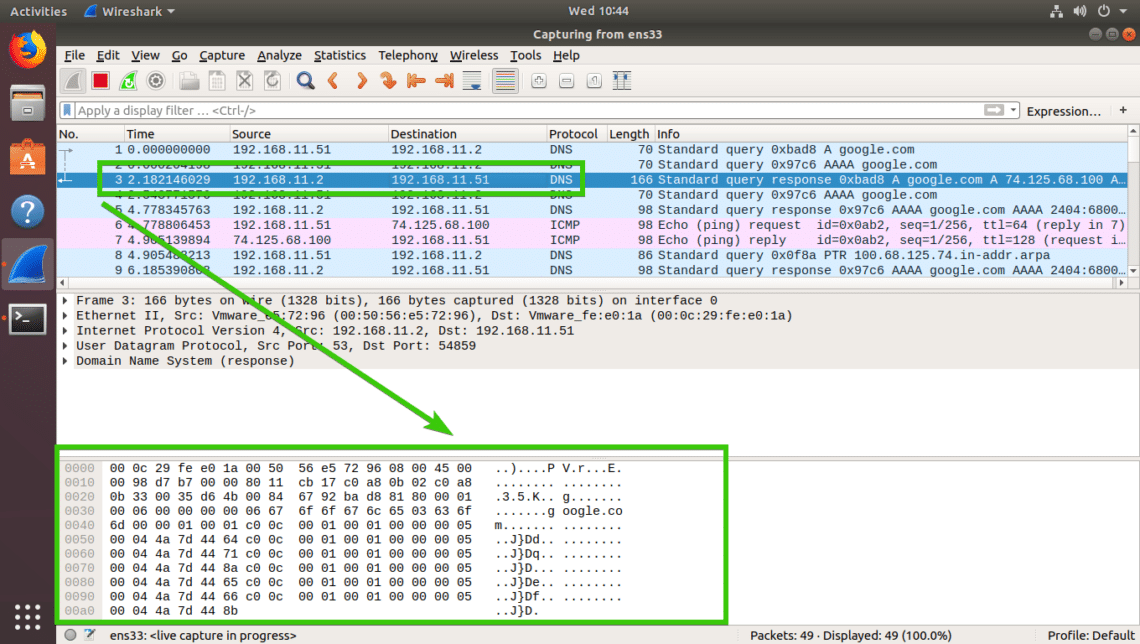 Activities Wireshark Wed 10:44
Capturing from ens33
File Edit View Go Capture Analyze Statistics Telephony Wireless Tools Help
Apply a display filter … <Ctrl-/> Expression… +
No. Time Source Destination Protocol Length Info
1 0.000000000 192.168.11.51 192.168.11.2 DNS 70 Standard query 0xbad8 A google.com
2 192.168.11.51 192.168.11.2 DNS 70 Standard query 0x97c6 AAAA google.com
3 2.182146029 192.168.11.2 192.168.11.51 DNS 166 Standard query response 0xbad8 A google.com A 74.125.68.100 A…
4 192.168.11.51 192.168.11.2 DNS 70 Standard query 0x97c6 AAAA google.com
5 4.778345763 192.168.11.2 192.168.11.51 DNS 98 Standard query response 0x97c6 AAAA google.com AAAA 2404:6800…
6 4.778806453 192.168.11.51 74.125.68.100 ICMP 98 Echo (ping) request id=0x0ab2, seq=1/256, ttl=64 (reply in 7)
7 4.905139894 74.125.68.100 192.168.11.51 ICMP 98 Echo (ping) reply id=0x0ab2, seq=1/256, ttl=128 (request i…
8 4.905483213 192.168.11.51 192.168.11.2 DNS 86 Standard query 0x0f8a PTR 100.68.125.74.in-addr.arpa
9 192.168.11.2 192.168.11.51 DNS 98 Standard query response 0x97c6 AAAA google.com AAAA 2404:6800…
Frame 3: 166 bytes on wire (1328 bits), 166 bytes captured (1328 bits) on interface 0
Ethernet II, Src: Vmware_e5:72:96 (00:50:56:e5:72:96), Dst: Vmware_fe:e0:1a (00:0c:29:fe:e0:1a)
Internet Protocol Version 4, Src: 192.168.11.2, Dst: 192.168.11.51
User Datagram Protocol, Src Port: 53, Dst Port: 54859
Domain Name System (response)
0000 00 0c 29 fe e0 1a 00 50 56 e5 72 96 08 00 45 00 ..)....P V.r...E.
0010 00 98 d7 b7 00 00 80 11 cb 17 c0 a8 0b 02 c0 a8 ........ ........
0020 0b 33 00 35 d6 4b 00 84 67 92 ba d8 81 80 00 01 .3.5.K.. g.......
0030 00 06 00 00 00 00 06 67 6f 6f 67 6c 65 03 63 6f .......g oogle.co
0040 6d 00 00 01 00 01 c0 0c 00 01 00 01 00 00 00 05 m....... ........
0050 00 04 4a 7d 44 64 c0 0c 00 01 00 01 00 00 00 05 ..J}Dd.. ........
0060 00 04 4a 7d 44 71 c0 0c 00 01 00 01 00 00 00 05 ..J}Dq.. ........
0070 00 04 4a 7d 44 8a c0 0c 00 01 00 01 00 00 00 05 ..J}D... ........
0080 00 04 4a 7d 44 65 c0 0c 00 01 00 01 00 00 00 05 ..J}De.. ........
0090 00 04 4a 7d 44 66 c0 0c 00 01 00 01 00 00 00 05 ..J}Df.. ........
00a0 00 04 4a 7d 44 8b ..J}D.
ens33: <live capture in progress> Packets: 49 · Displayed: 49 (100.0%) Profile: Default